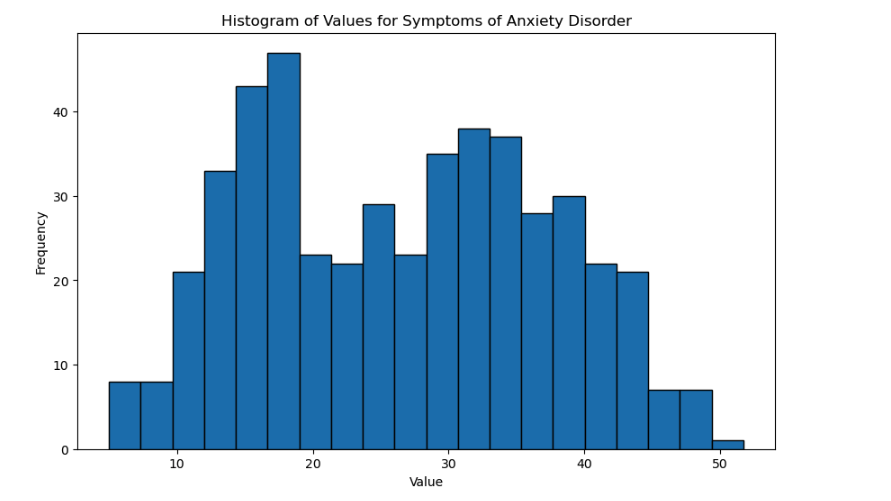 Histogram of Values for Symptoms of Anxiety Disorder
40
30
20
10
0
Frequency
10 20 30 40 50
Value